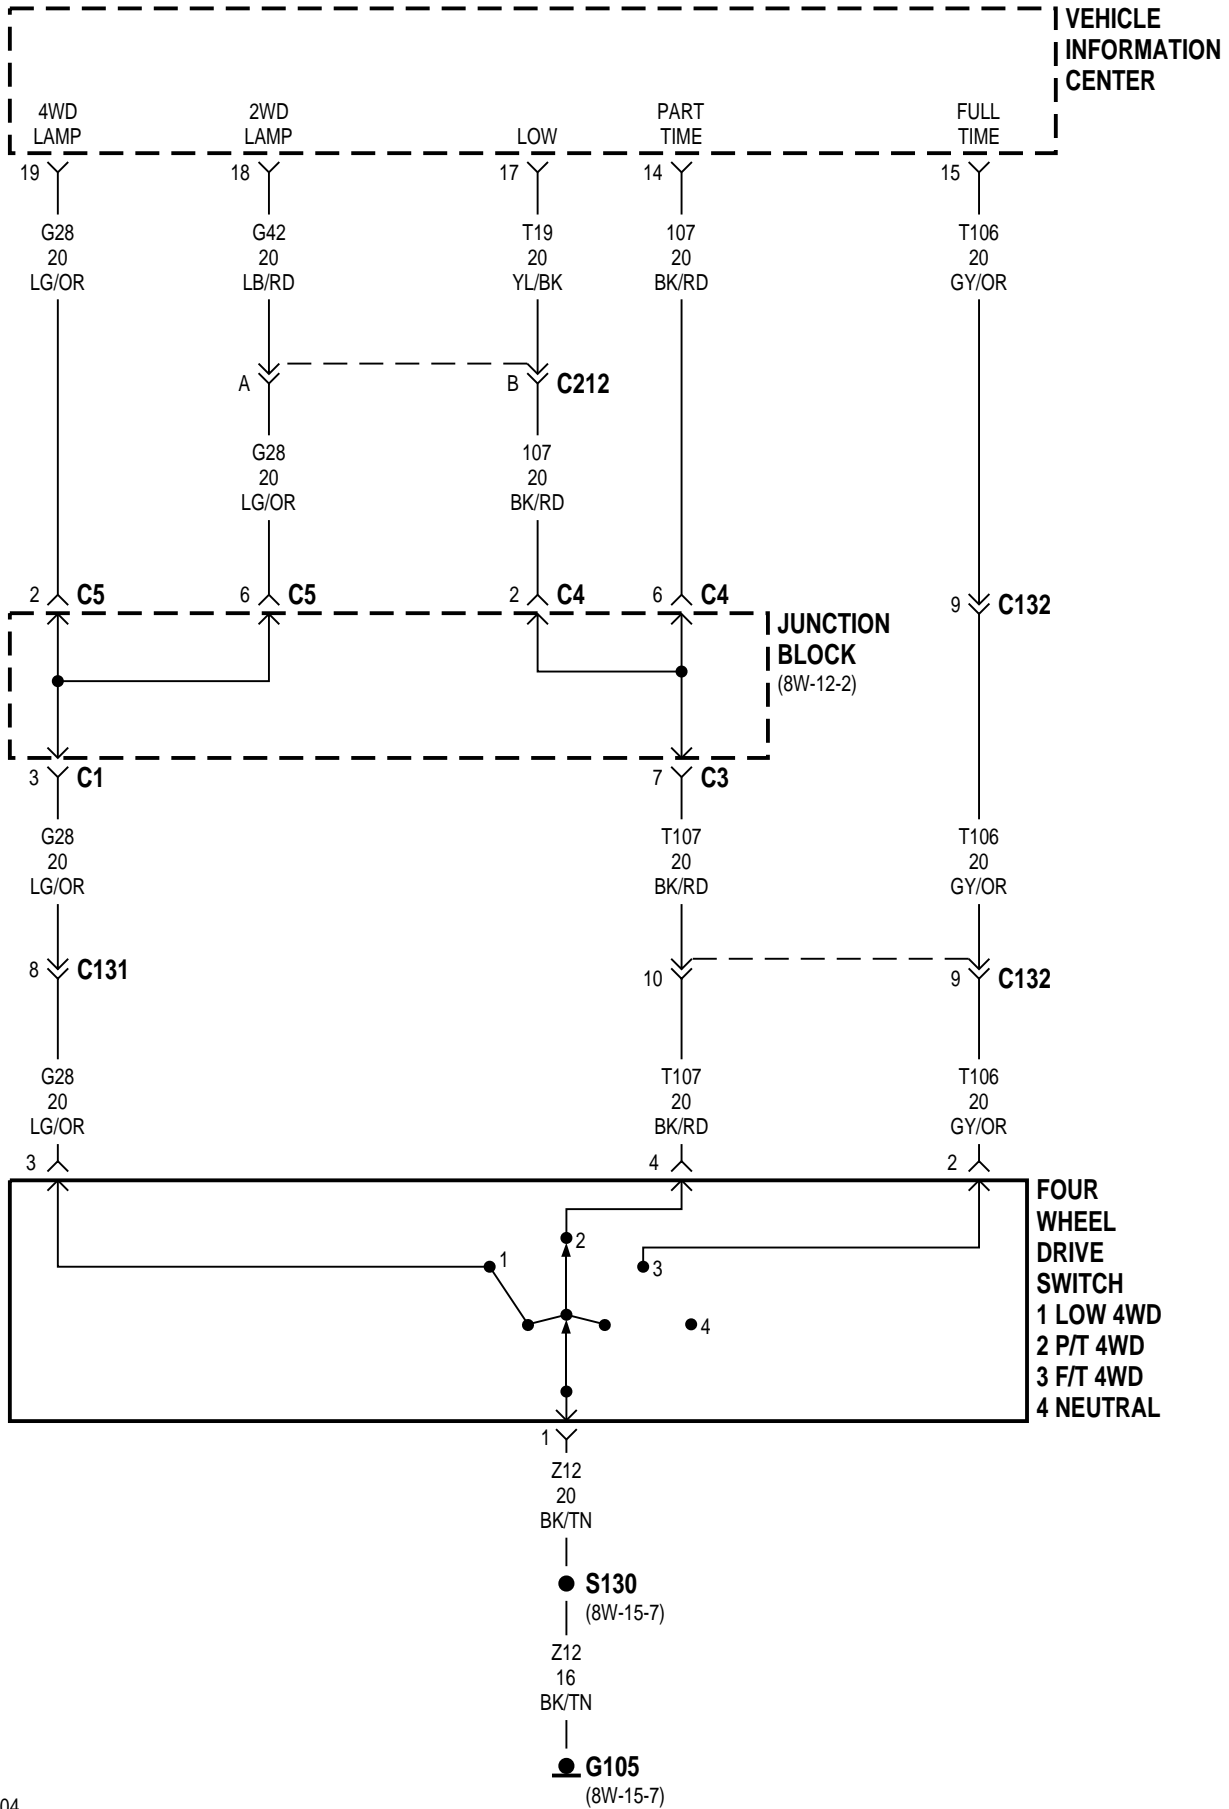 VEHICLE
INFORMATION
CENTER
4WD
LAMP
2WD
LAMP
LOW
PART
TIME
FULL
TIME
19
18
17
14
15
G28
20
LG/OR
G42
20
LB/RD
T19
20
YL/BK
107
20
BK/RD
T106
20
GY/OR
A
B
C212
G28
20
LG/OR
107
20
BK/RD
2
C5
6
C5
2
C4
6
C4
9
C132
JUNCTION
BLOCK
(8W-12-2)
3
C1
7
C3
G28
20
LG/OR
T107
20
BK/RD
T106
20
GY/OR
8
C131
10
9
C132
G28
20
LG/OR
T107
20
BK/RD
T106
20
GY/OR
3
4
2
FOUR
WHEEL
DRIVE
SWITCH
1 LOW 4WD
2 P/T 4WD
3 F/T 4WD
4 NEUTRAL
2
1
3
4
1
Z12
20
BK/TN
S130
(8W-15-7)
Z12
16
BK/TN
G105
(8W-15-7)